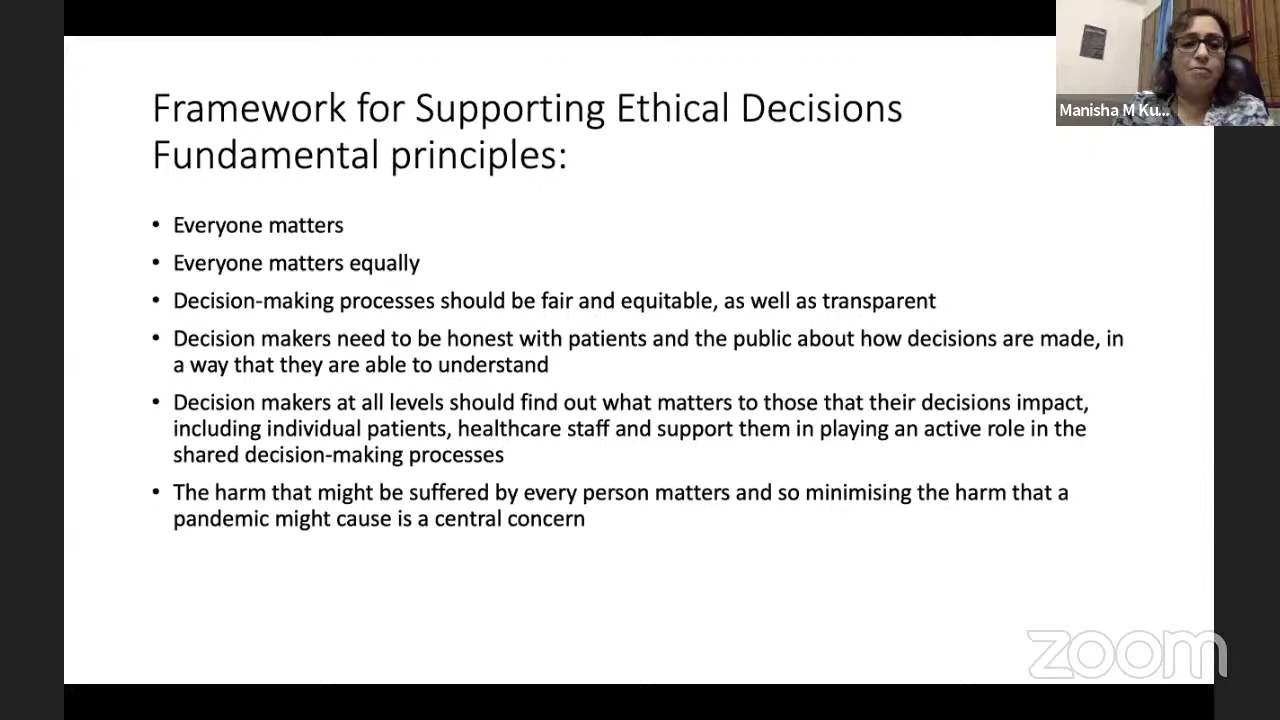 Framework for Supporting Ethical Decisions
Fundamental principles:
• Everyone matters
• Everyone matters equally
• Decision-making processes should be fair and equitable, as well as transparent
• Decision makers need to be honest with patients and the public about how decisions are made, in
a way that they are able to understand
• Decision makers at all levels should find out what matters to those that their decisions impact,
including individual patients, healthcare staff and support them in playing an active role in the
shared decision-making processes
• The harm that might be suffered by every person matters and so minimising the harm that a
pandemic might cause is a central concern
Manisha M Ku...
zoom